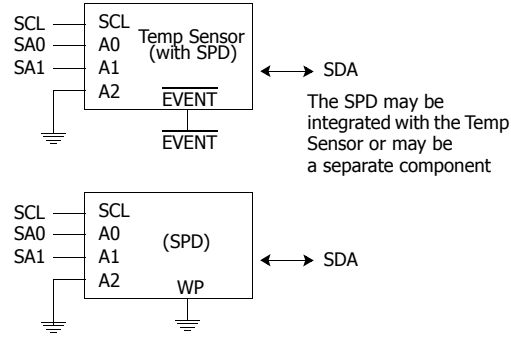 SCL SCL
SA0 A0 Temp Sensor
(with SPD)
SA1 A1
A2
EVENT
EVENT
SDA
The SPD may be
integrated with the Temp
Sensor or may be
a separate component
SCL SCL
SA0 A0 (SPD)
SA1 A1
A2
WP
SDA